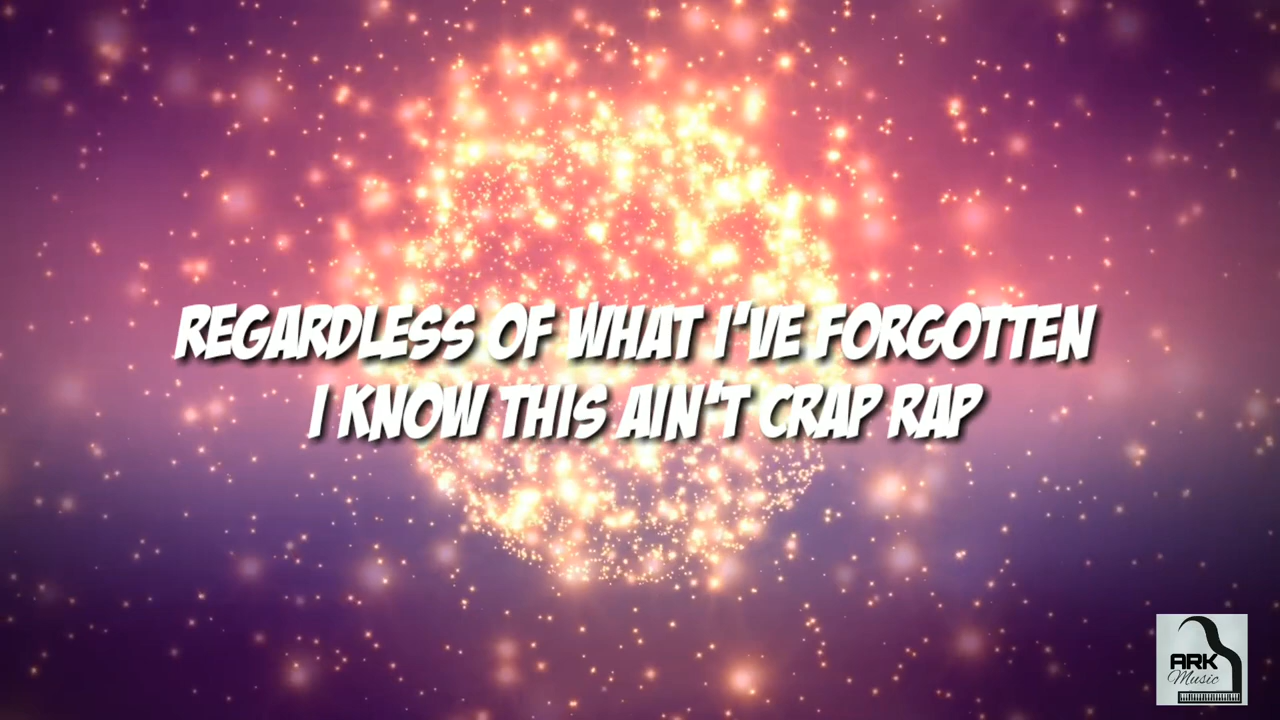 REGARDLESS OF WHAT I'VE FORGOTTEN
I KNOW THIS AIN'T CRAP RAP
ARK
Music